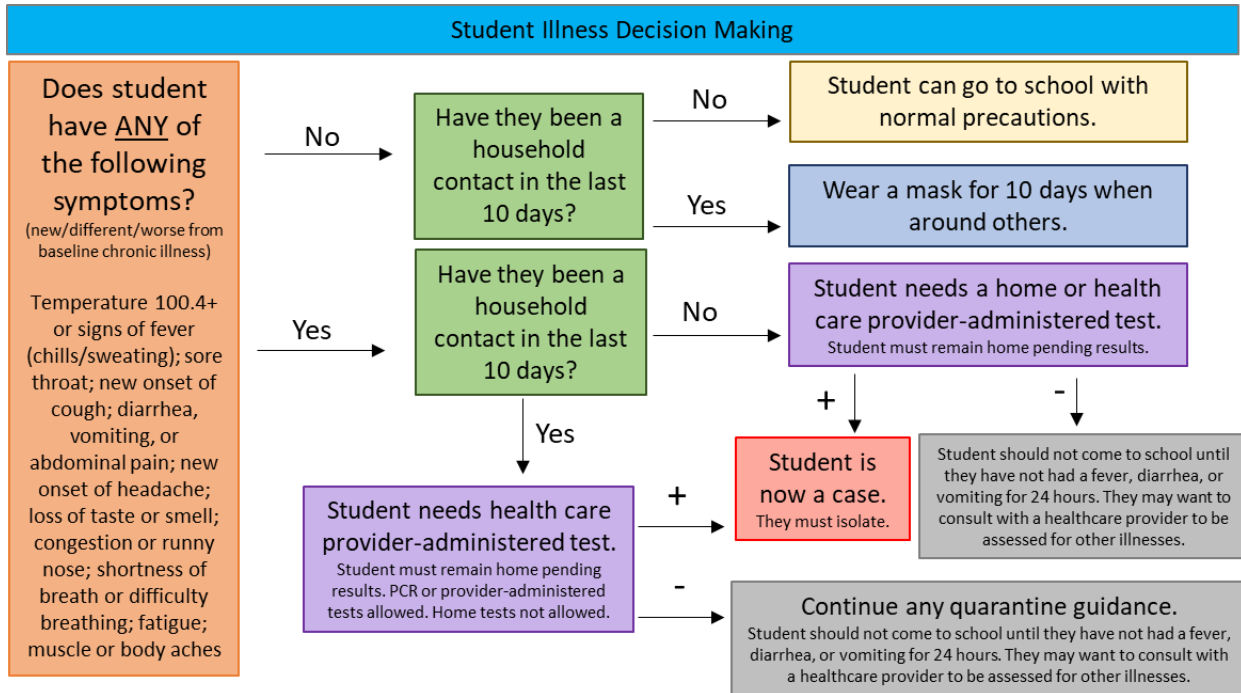 Student Illness Decision Making
Does student
have ANY of
the following
symptoms?
(new/different/worse from
baseline chronic illness)
Temperature 100.4+
or signs of fever
(chills/sweating); sore
throat; new onset of
cough; diarrhea,
vomiting, or
abdominal pain; new
onset of headache;
loss of taste or smell;
congestion or runny
nose; shortness of
breath or difficulty
breathing; fatigue;
muscle or body aches
No
Have they been a
household
contact in the last
10 days?
No
Student can go to school with
normal precautions.
Yes
Wear a mask for 10 days when
around others.
Yes
Have they been a
household
contact in the last
10 days?
No
Student needs a home or health
care provider-administered test.
Student must remain home pending results.
+
-
Yes
Student needs health care
provider-administered test.
Student must remain home pending
results. PCR or provider-administered
tests allowed. Home tests not allowed.
+
Student is
now a case.
They must isolate.
Student should not come to school until
they have not had a fever, diarrhea, or
vomiting for 24 hours. They may want to
consult with a healthcare provider to be
assessed for other illnesses.
-
Continue any quarantine guidance.
Student should not come to school until they have not had a fever,
diarrhea, or vomiting for 24 hours. They may want to consult with
a healthcare provider to be assessed for other illnesses.